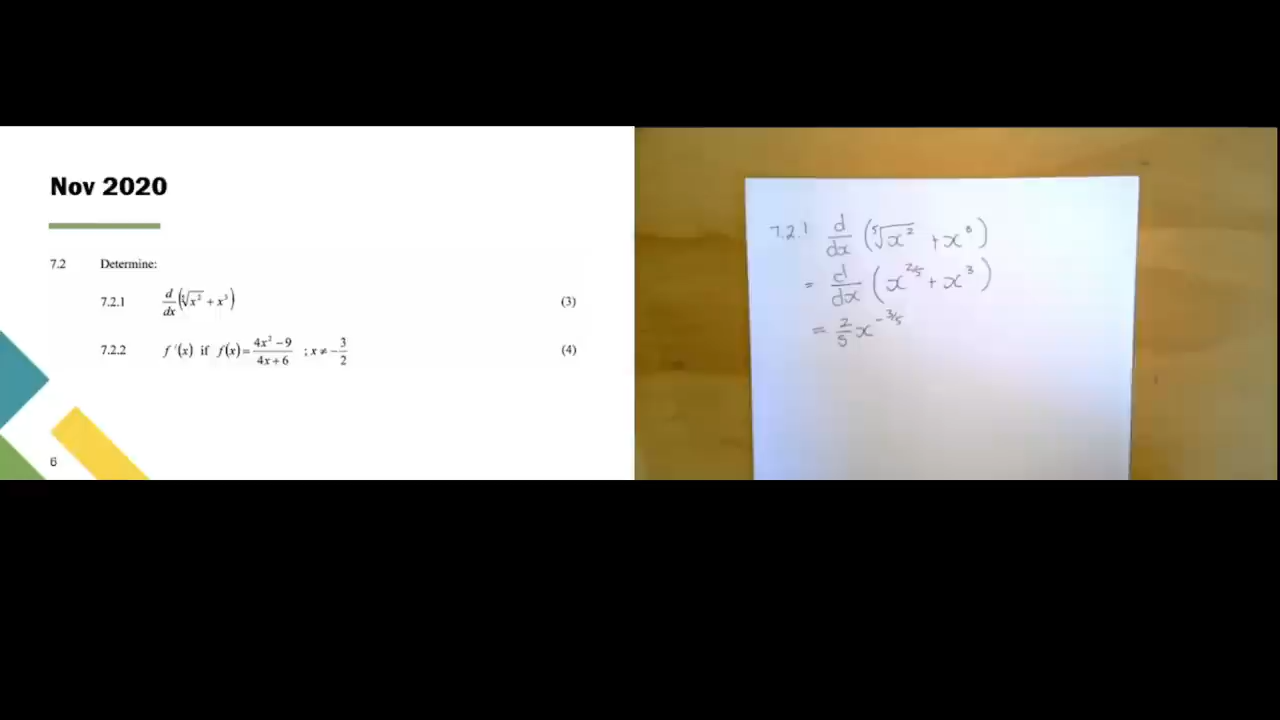 Nov 2020
7.2 Determine:
7.2.1 d/dx (⁵√x² + x³) (3)
7.2.2 f '(x) if f(x) = (4x² − 9)/(4x + 6) ; x ≠ −3/2 (4)
6
7.2.1 d/dx (⁵√x² + x³)
= d/dx (x^2/5 + x³)
= 2/5 x^-3/5